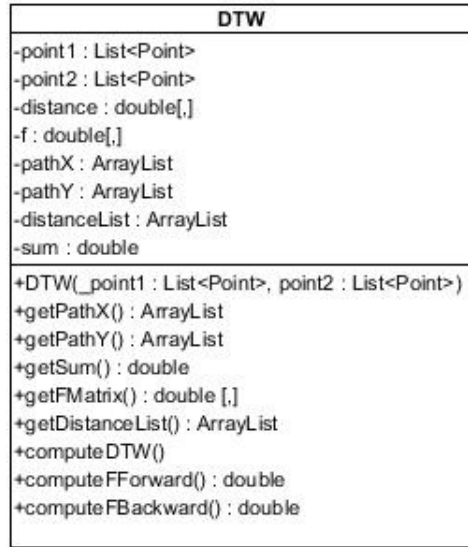 DTW
-point1 : List<Point>
-point2 : List<Point>
-distance : double[,]
-f : double[,]
-pathX : ArrayList
-pathY : ArrayList
-distanceList : ArrayList
-sum : double
+DTW(_point1 : List<Point>, point2 : List<Point>)
+getPathX() : ArrayList
+getPathY() : ArrayList
+getSum() : double
+getFMatrix() : double [,]
+getDistanceList() : ArrayList
+computeDTW()
+computeFForward() : double
+computeFBackward() : double